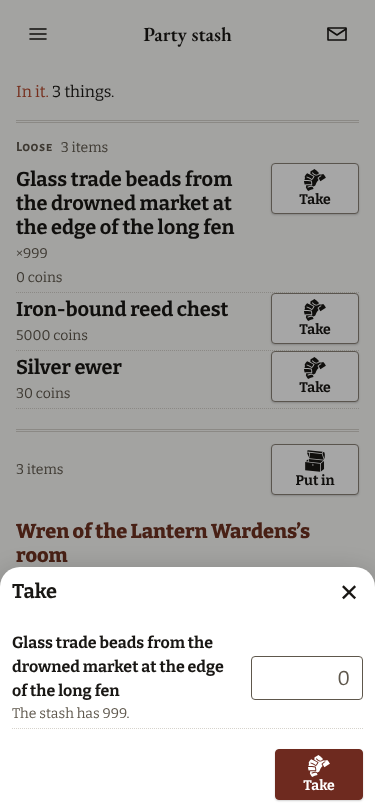 Party stash
In it. 3 things.
Loose 3 items
Glass trade beads from
the drowned market at
the edge of the long fen
×999
0 coins
Take
Iron-bound reed chest
5000 coins
Take
Silver ewer
30 coins
Take
3 items
Put in
Wren of the Lantern Wardens’s
room
Take
Glass trade beads from the
drowned market at the edge
of the long fen
The stash has 999.
0
Take